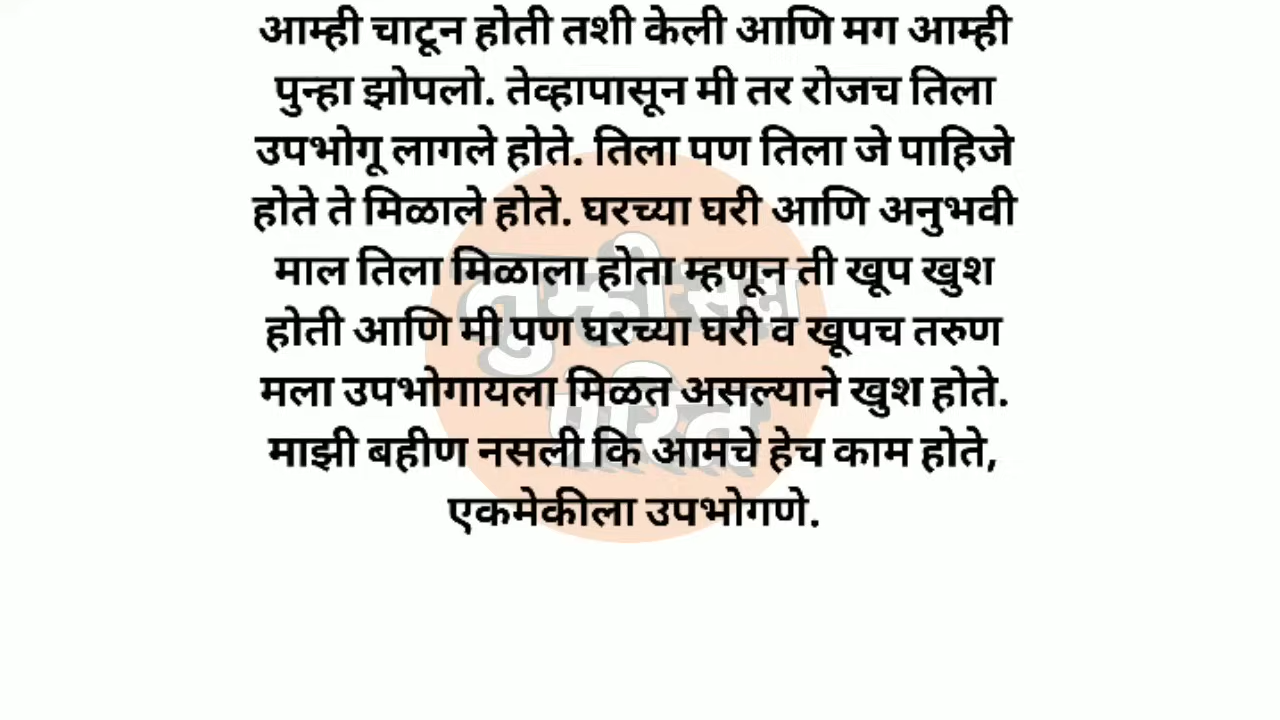 आम्ही चाटून होती तशी केली आणि मग आम्ही
पुन्हा झोपलो. तेव्हापासून मी तर रोजच तिला
उपभोगू लागले होते. तिला पण तिला जे पाहिजे
होते ते मिळाले होते. घरच्या घरी आणि अनुभवी
माल तिला मिळाला होता म्हणून ती खूप खुश
होती आणि मी पण घरच्या घरी व खूपच तरुण
मला उपभोगायला मिळत असल्याने खुश होते.
माझी बहीण नसली कि आमचे हेच काम होते,
एकमेकीला उपभोगणे.
तुम्ही